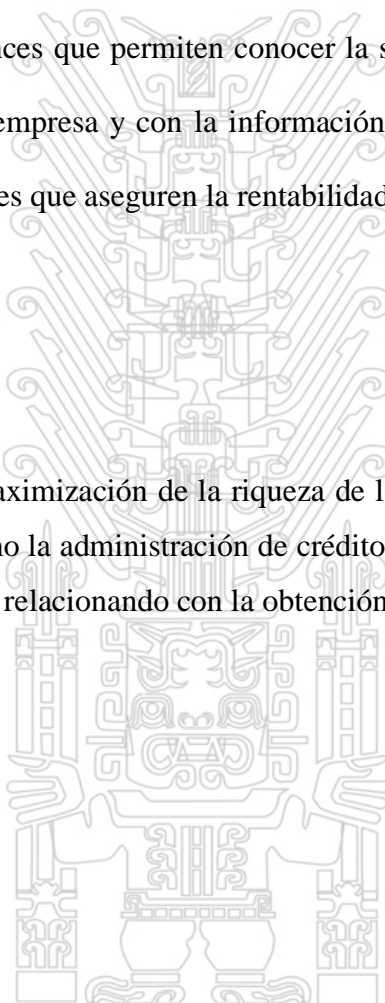 nces que permiten conocer la s
empresa y con la información
es que aseguren la rentabilidad
aximización de la riqueza de l
no la administración de crédito
relacionando con la obtención